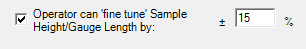 Operator can 'fine tune' Sample
Height/Gauge Length by: ± 15 %